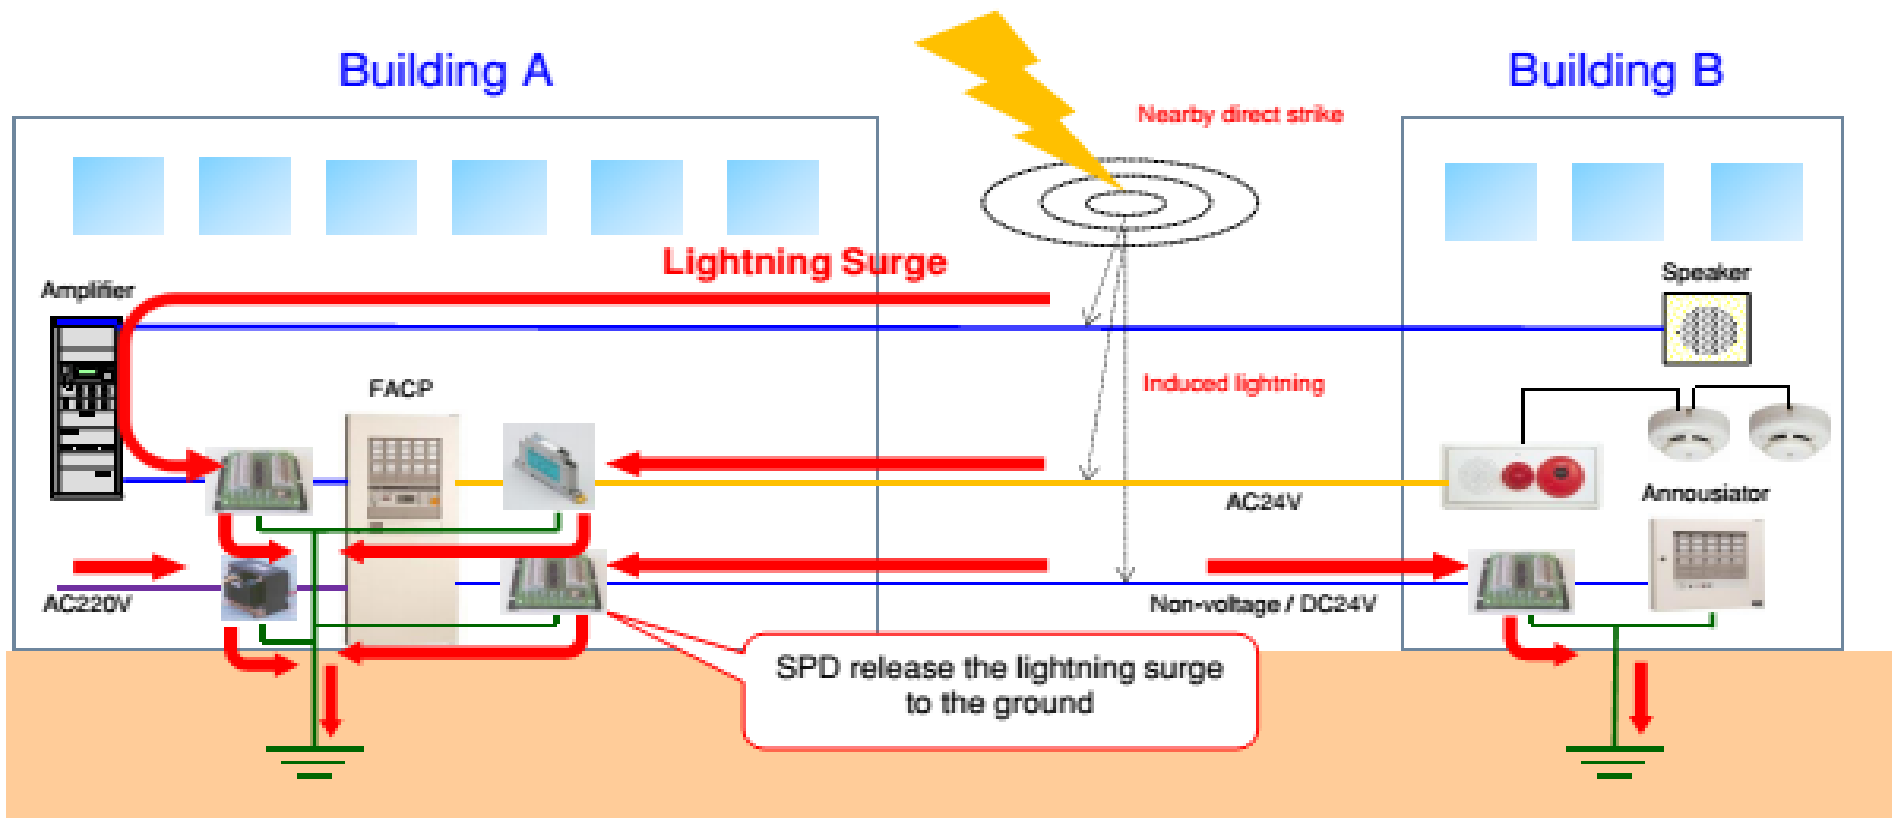 Building A
Building B
Nearby direct strike
Lightning Surge
Speaker
Amplifier
FACP
Induced lightning
Annousiator
AC24V
AC220V
Non-voltage / DC24V
SPD release the lightning surge
to the ground